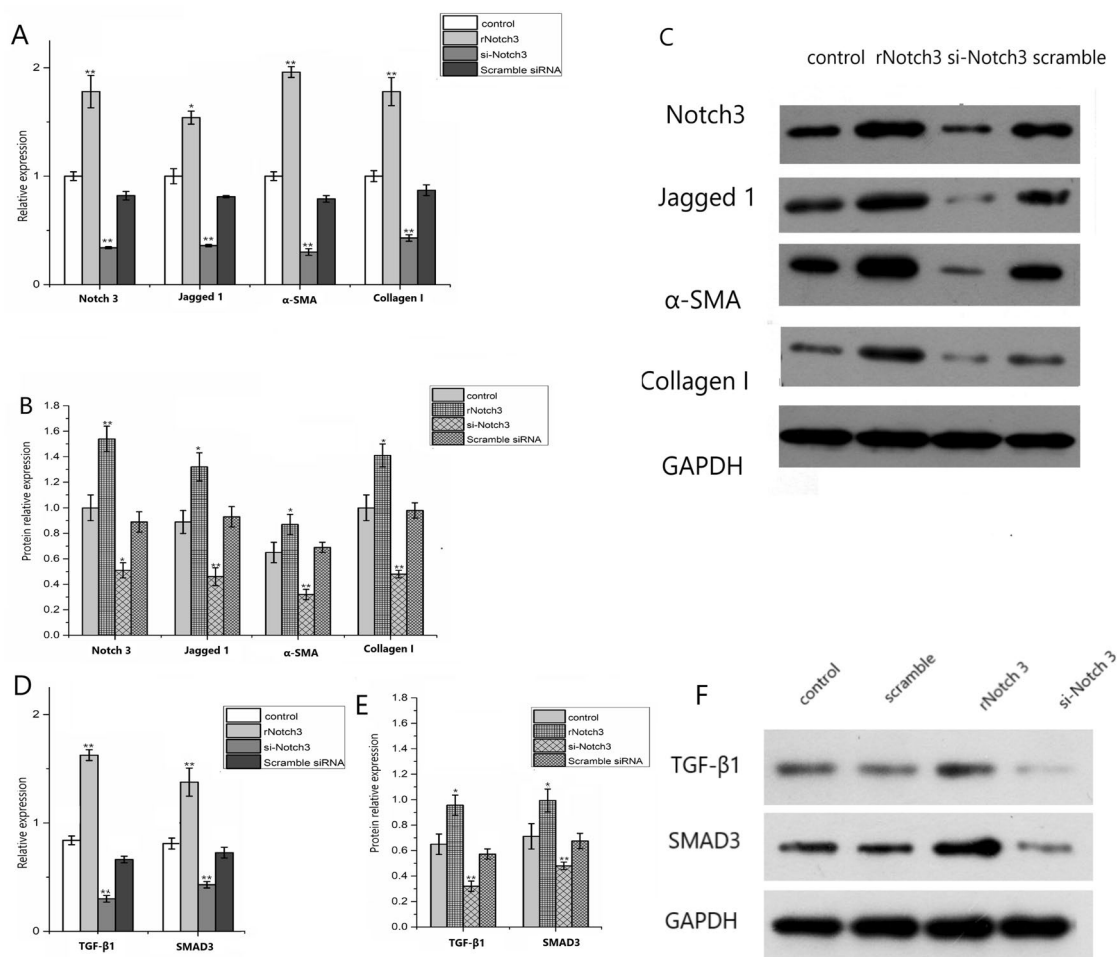 A
control
rNotch3
si-Notch3
Scramble siRNA
Relative expression
2
1
0
** ** * ** ** ** ** **
Notch 3 Jagged 1 α-SMA Collagen I
B
control
rNotch3
si-Notch3
Scramble siRNA
Protein relative expression
1.8
1.6
1.4
1.2
1.0
0.8
0.6
0.4
0.2
0.0
** * * ** * ** * **
Notch 3 Jagged 1 α-SMA Collagen I
C
control rNotch3 si-Notch3 scramble
Notch3
Jagged 1
α-SMA
Collagen I
GAPDH
D
control
rNotch3
si-Notch3
Scramble siRNA
Relative expression
2
1
0
** ** ** **
TGF-β1 SMAD3
E
control
rNotch3
si-Notch3
Scramble siRNA
Protein relative expression
1.8
1.6
1.4
1.2
1.0
0.8
0.6
0.4
0.2
0.0
* ** * **
TGF-β1 SMAD3
F
control scramble rNotch 3 si-Notch 3
TGF-β1
SMAD3
GAPDH